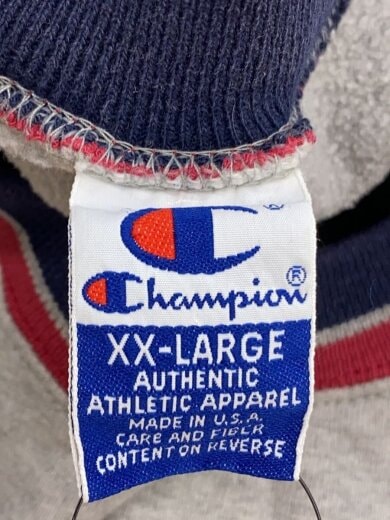 ®
Champion®
XX-LARGE
AUTHENTIC
ATHLETIC APPAREL
MADE IN U.S.A.
CARE AND FIBER
CONTENT ON REVERSE